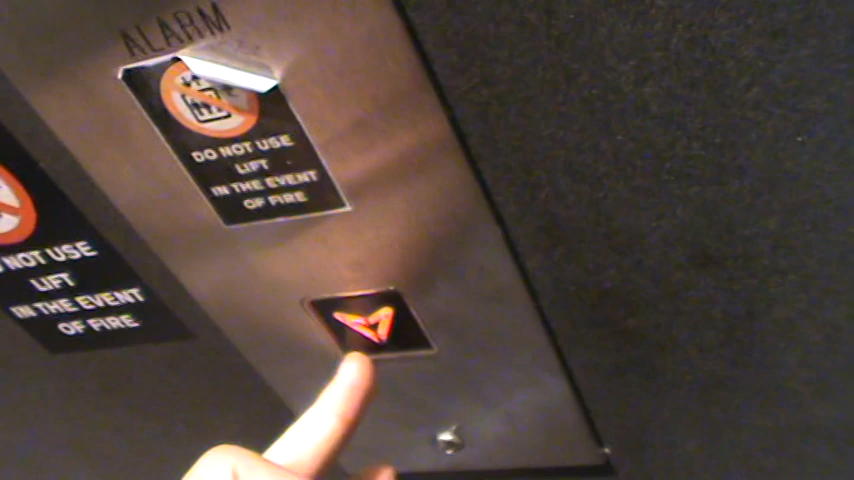 ALARM
DO NOT USE
LIFT
IN THE EVENT
OF FIRE
NOT USE
LIFT
IN THE EVENT
OF FIRE